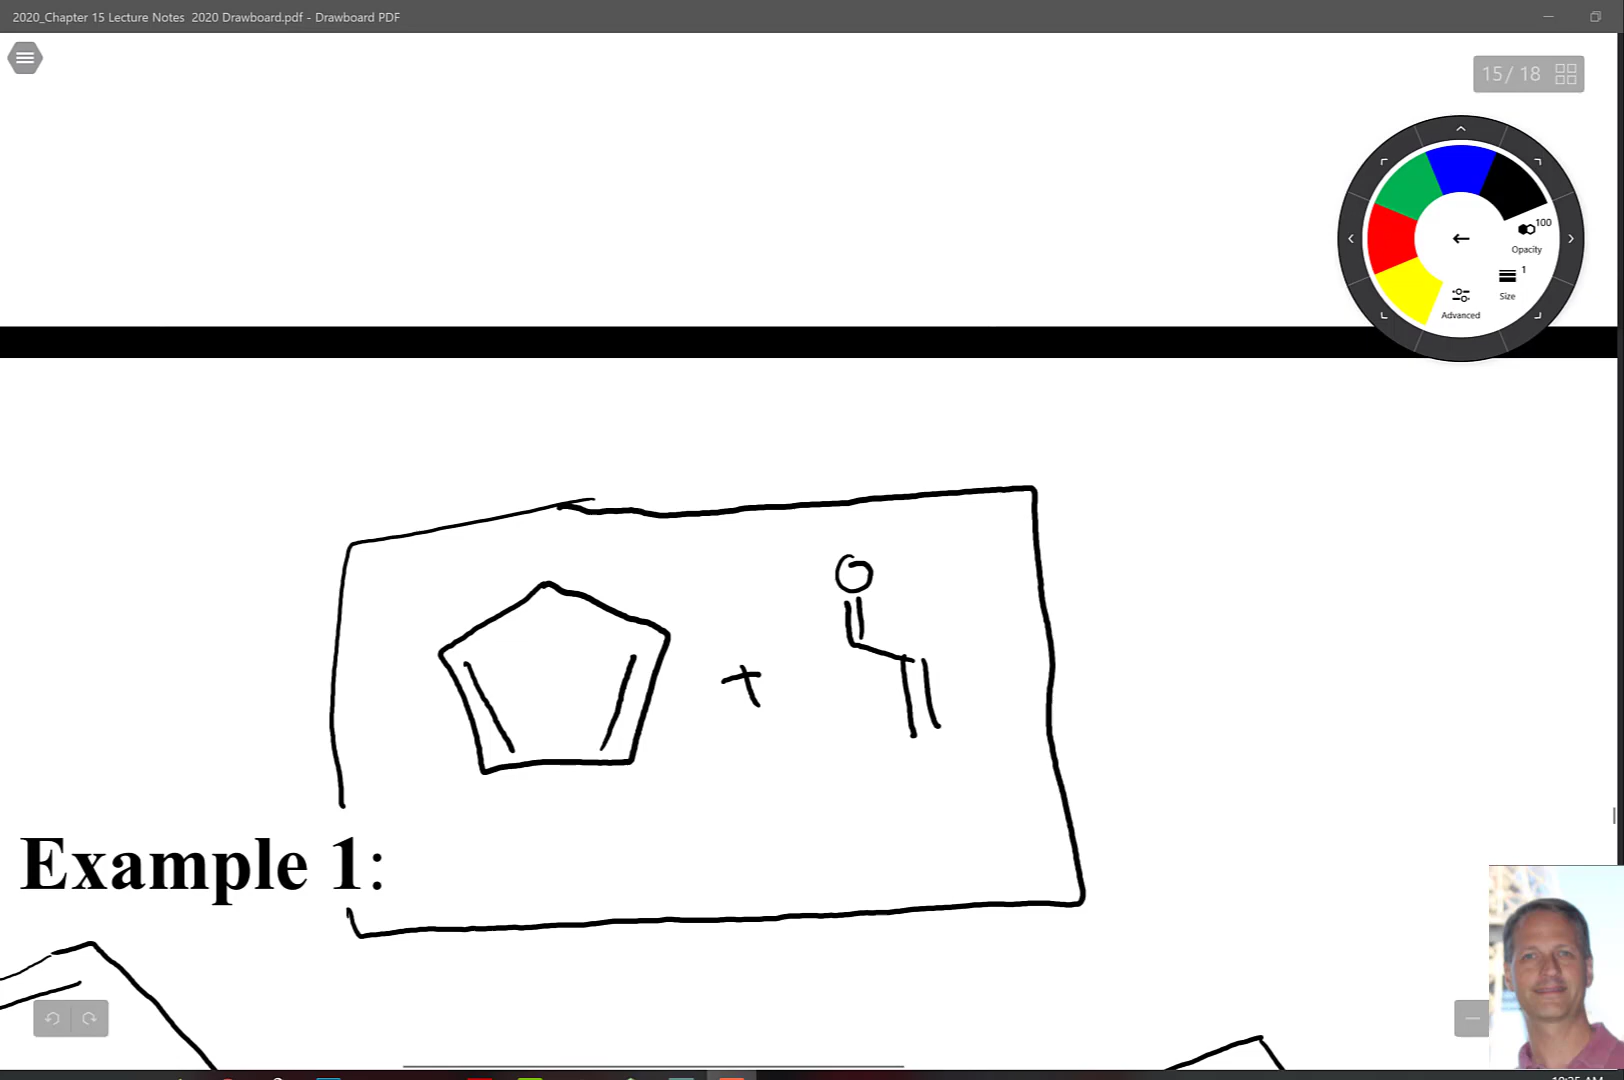 2020_Chapter 15 Lecture Notes 2020 Drawboard.pdf - Drawboard PDF
15 / 18
100
Opacity
1
Size
Advanced
O
+
Example 1: